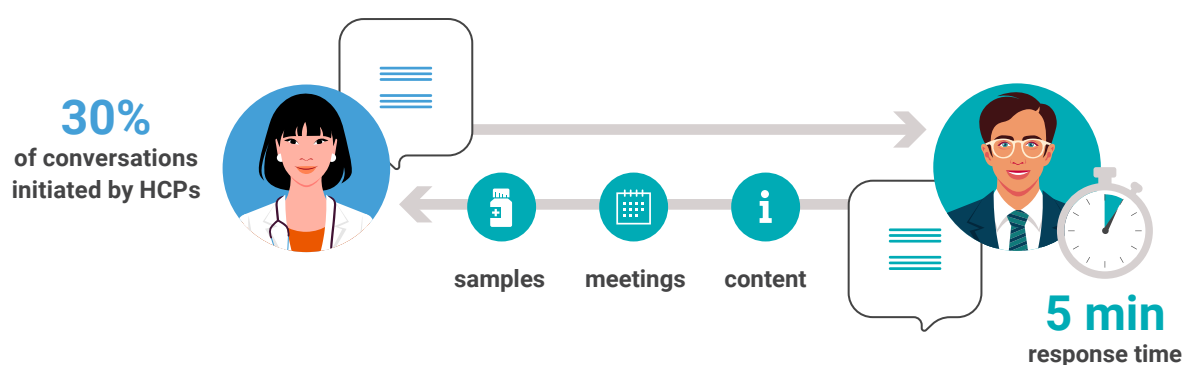 30%
of conversations
initiated by HCPs
samples
meetings
content
5 min
response time